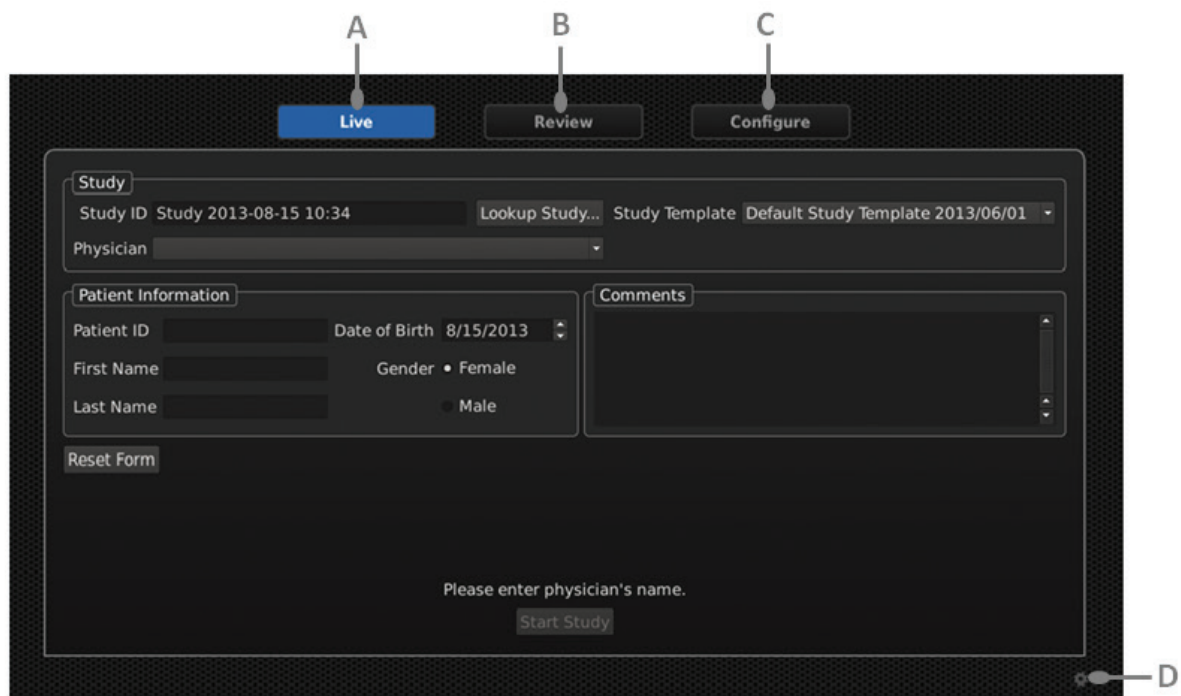 A B C
Live Review Configure
Study
Study ID Study 2013-08-15 10:34 Lookup Study... Study Template Default Study Template 2013/06/01
Physician
Patient Information Comments
Patient ID Date of Birth 8/15/2013
First Name Gender Female
Last Name Male
Reset Form
Please enter physician's name.
Start Study
D